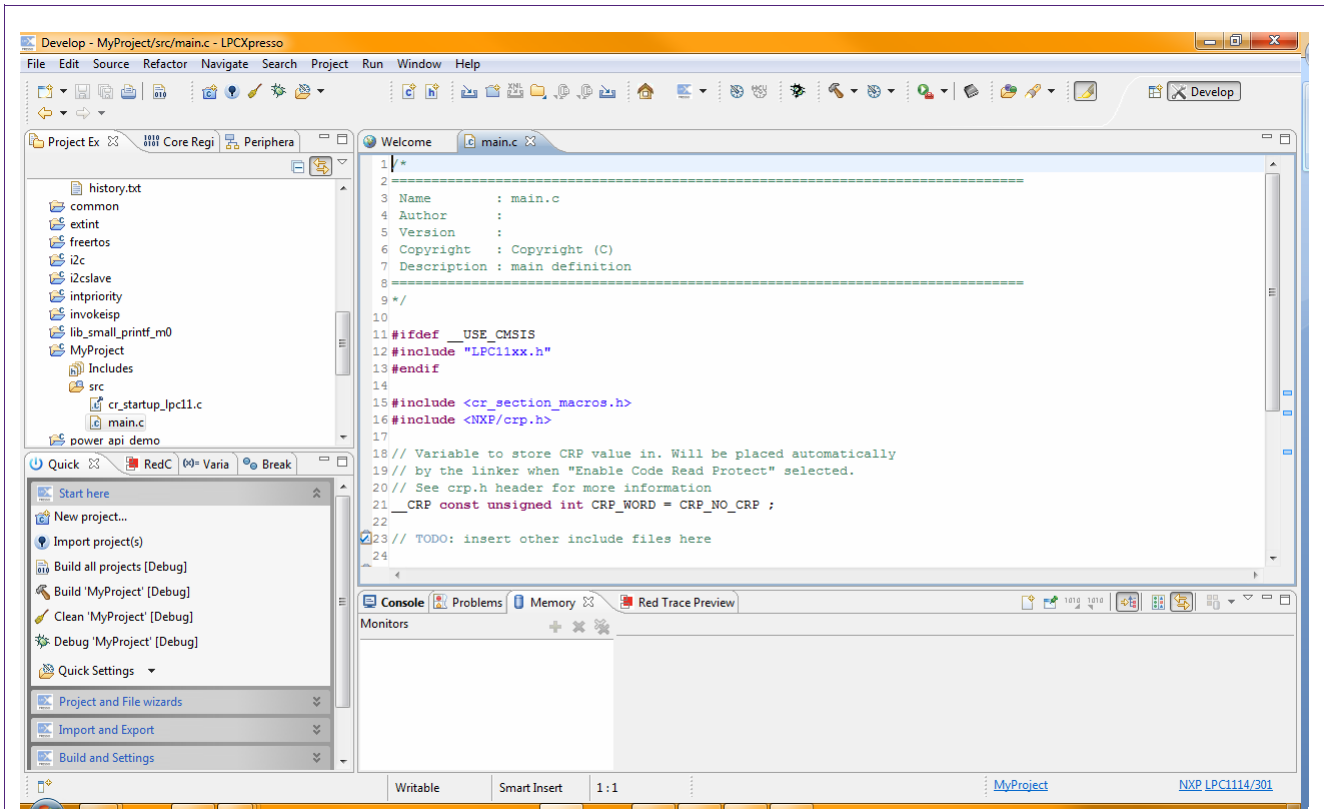 Develop - MyProject/src/main.c - LPCXpresso
File Edit Source Refactor Navigate Search Project Run Window Help
Develop
Project Ex Core Regi Periphera
history.txt
common
extint
freertos
i2c
i2cslave
intpriority
invokeisp
lib_small_printf_m0
MyProject
Includes
src
cr_startup_lpc11.c
main.c
power api demo
Welcome main.c
1 /*
2 ===============================================================================
3 Name : main.c
4 Author :
5 Version :
6 Copyright : Copyright (C)
7 Description : main definition
8 ===============================================================================
9 */
10
11 #ifdef __USE_CMSIS
12 #include "LPC11xx.h"
13 #endif
14
15 #include <cr_section_macros.h>
16 #include <NXP/crp.h>
17
18 // Variable to store CRP value in. Will be placed automatically
19 // by the linker when "Enable Code Read Protect" selected.
20 // See crp.h header for more information
21 __CRP const unsigned int CRP_WORD = CRP_NO_CRP ;
22
23 // TODO: insert other include files here
24
Quick RedC (x)= Varia Break
Start here
New project...
Import project(s)
Build all projects [Debug]
Build 'MyProject' [Debug]
Clean 'MyProject' [Debug]
Debug 'MyProject' [Debug]
Quick Settings
Project and File wizards
Import and Export
Build and Settings
Console Problems Memory Red Trace Preview
Monitors
Writable Smart Insert 1 : 1 MyProject NXP LPC1114/301